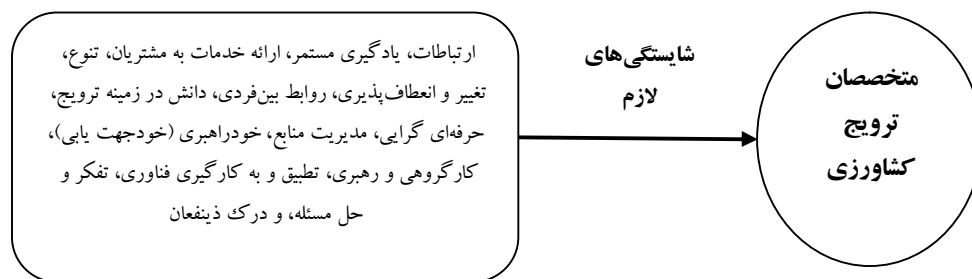 ارتباطات، یادگیری مستمر، ارائه خدمات به مشتریان، تنوع،
تغییر و انعطاف‌پذیری، روابط بین‌فردی، دانش در زمینه ترویج،
حرفه‌ای گرایی، مدیریت منابع، خودراهبری (خودجهت یابی)،
کارگروهی و رهبری، تطبیق و به کارگیری فناوری، تفکر و
حل مسئله، و درک ذینفعان
شایستگی‌های
لازم
متخصصان
ترویج
کشاورزی